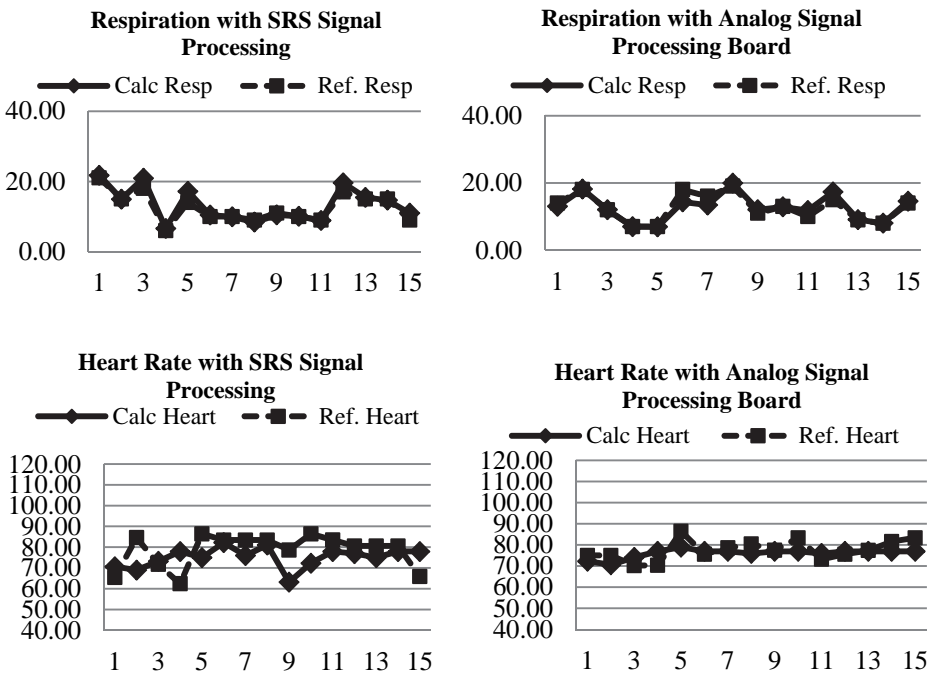 Respiration with SRS Signal
Processing
Calc Resp Ref. Resp
40.00
20.00
0.00
1 3 5 7 9 11 13 15
Respiration with Analog Signal
Processing Board
Calc Resp Ref. Resp
40.00
20.00
0.00
1 3 5 7 9 11 13 15
Heart Rate with SRS Signal
Processing
Calc Heart Ref. Heart
120.00
110.00
100.00
90.00
80.00
70.00
60.00
50.00
40.00
1 3 5 7 9 11 13 15
Heart Rate with Analog Signal
Processing Board
Calc Heart Ref. Heart
120.00
110.00
100.00
90.00
80.00
70.00
60.00
50.00
40.00
1 3 5 7 9 11 13 15